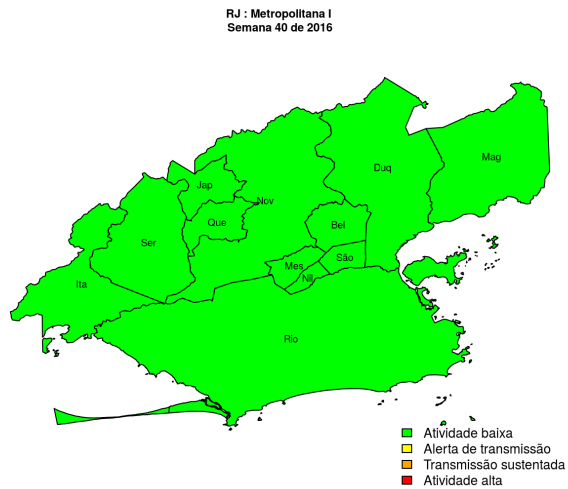 RJ : Metropolitana I
Semana 40 de 2016
Mag
Duq
Jap
Nov
Que
Bel
Ser
São
Mes
Nil
Ita
Rio
Atividade baixa
Alerta de transmissão
Transmissão sustentada
Atividade alta